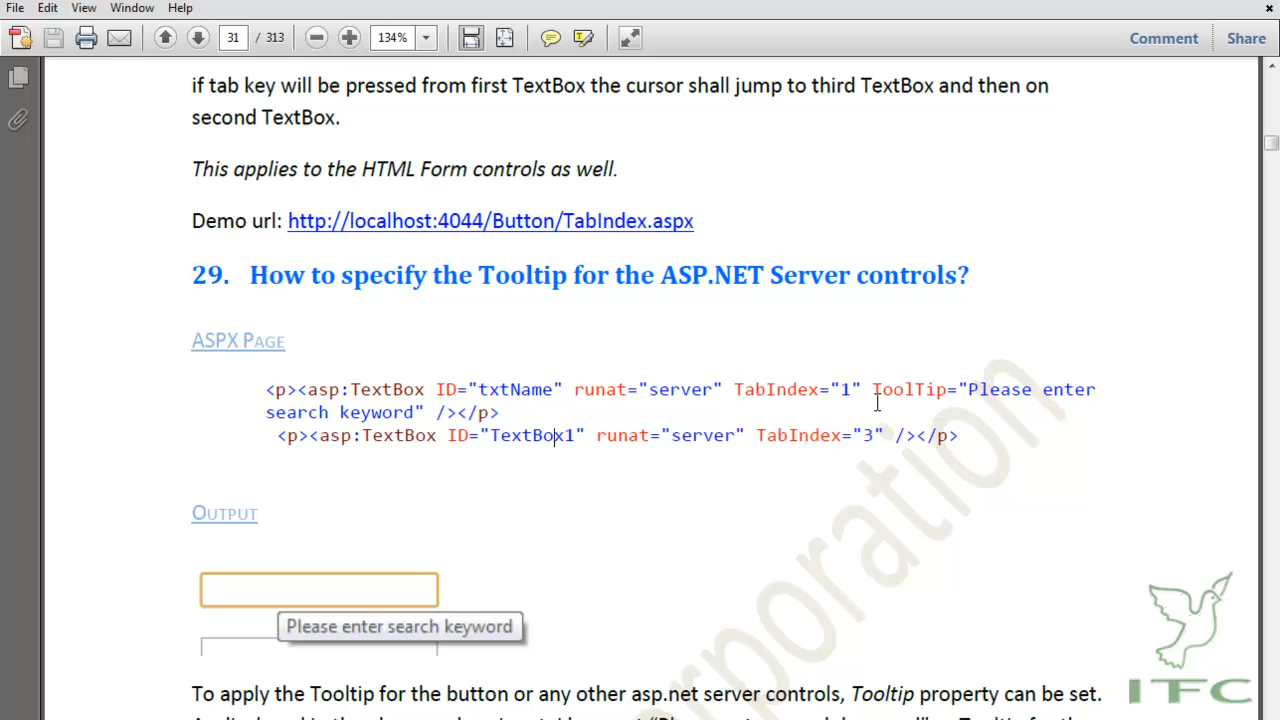 File Edit View Window Help
31 / 313 134% Comment Share
if tab key will be pressed from first TextBox the cursor shall jump to third TextBox and then on
second TextBox.
This applies to the HTML Form controls as well.
Demo url: http://localhost:4044/Button/TabIndex.aspx
29. How to specify the Tooltip for the ASP.NET Server controls?
ASPX PAGE
<p><asp:TextBox ID="txtName" runat="server" TabIndex="1" ToolTip="Please enter
search keyword" /></p>
<p><asp:TextBox ID="TextBox1" runat="server" TabIndex="3" /></p>
OUTPUT
Please enter search keyword
To apply the Tooltip for the button or any other asp.net server controls, Tooltip property can be set.
orporation
ITFC